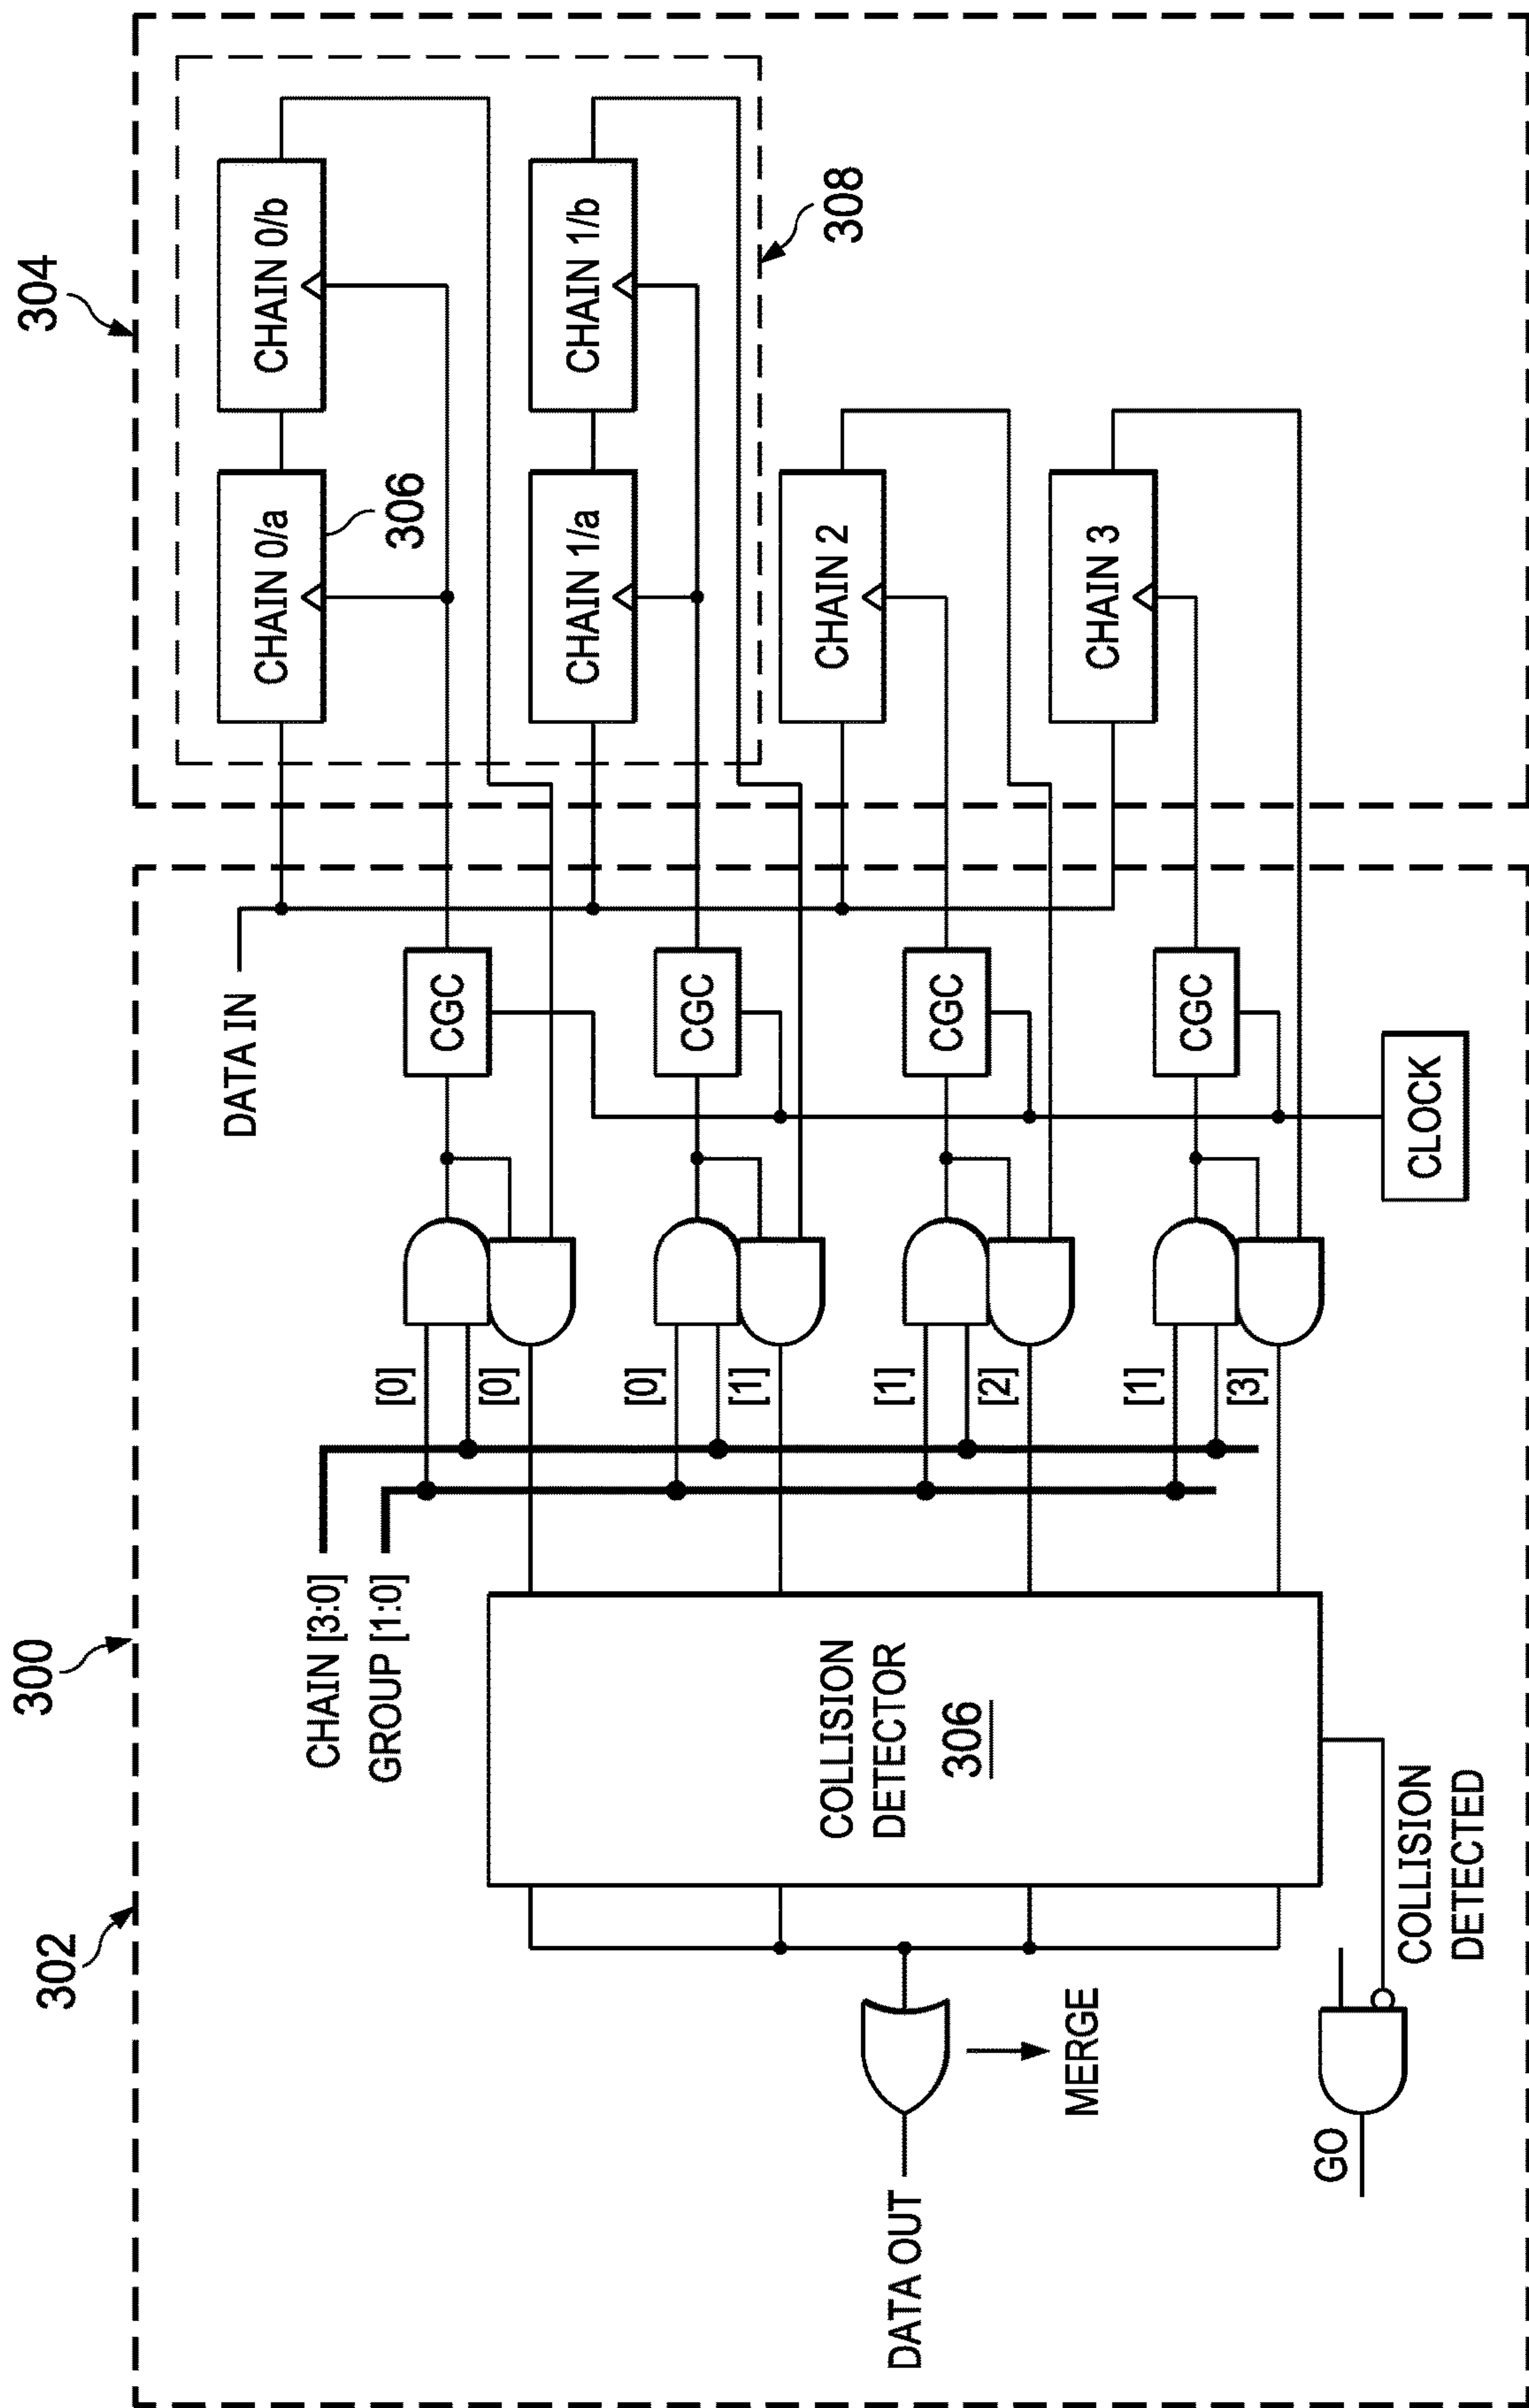 300
302
304
CHAIN [3:0]
GROUP [1:0]
DATA IN
[0]
[0]
CGC
CHAIN 0/a
306
CHAIN 0/b
[0]
[1]
CGC
CHAIN 1/a
CHAIN 1/b
308
[1]
[2]
CGC
CHAIN 2
[1]
[3]
CGC
CHAIN 3
CLOCK
COLLISION
DETECTOR
306
DATA OUT
MERGE
GO
COLLISION
DETECTED